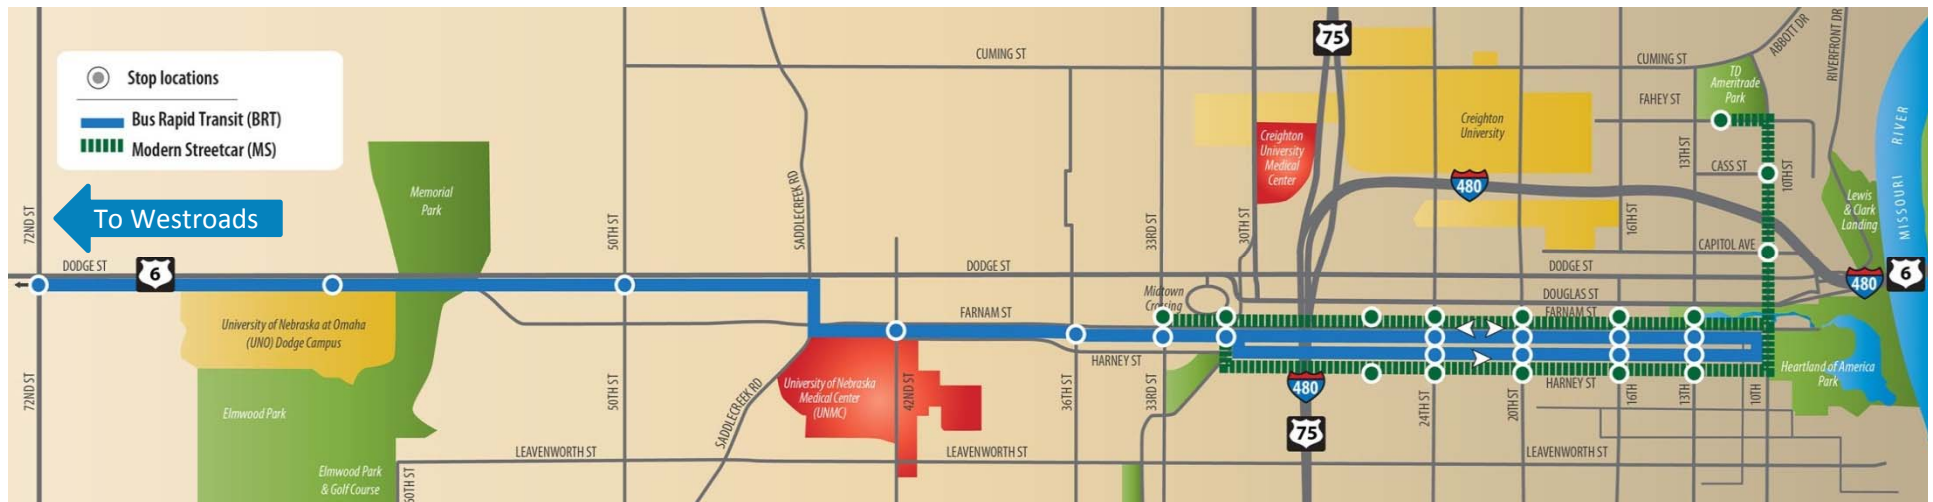 Stop locations
Bus Rapid Transit (BRT)
Modern Streetcar (MS)
To Westroads
72ND ST
DODGE ST
6
72ND ST
University of Nebraska at Omaha
(UNO) Dodge Campus
Memorial
Park
Elmwood Park
Elmwood Park
& Golf Course
60TH ST
50TH ST
50TH ST
LEAVENWORTH ST
CUMING ST
SADDLECREEK RD
SADDLECREEK RD
University of Nebraska
Medical Center
(UNMC)
42ND ST
DODGE ST
FARNAM ST
HARNEY ST
36TH ST
33RD ST
33RD ST
LEAVENWORTH ST
Midtown
Crossing
30TH ST
Creighton
University
Medical
Center
75
480
75
Creighton
University
480
CUMING ST
FAHEY ST
TD
Ameritrade
Park
ABBOTT DR
RIVERFRONT DR
13TH ST
CASS ST
10TH ST
16TH ST
CAPITOL AVE
DODGE ST
DOUGLAS ST
FARNAM ST
HARNEY ST
24TH ST
20TH ST
16TH
13TH
10TH
LEAVENWORTH ST
Lewis
& Clark
Landing
MISSOURI RIVER
480
6
Heartland of America
Park